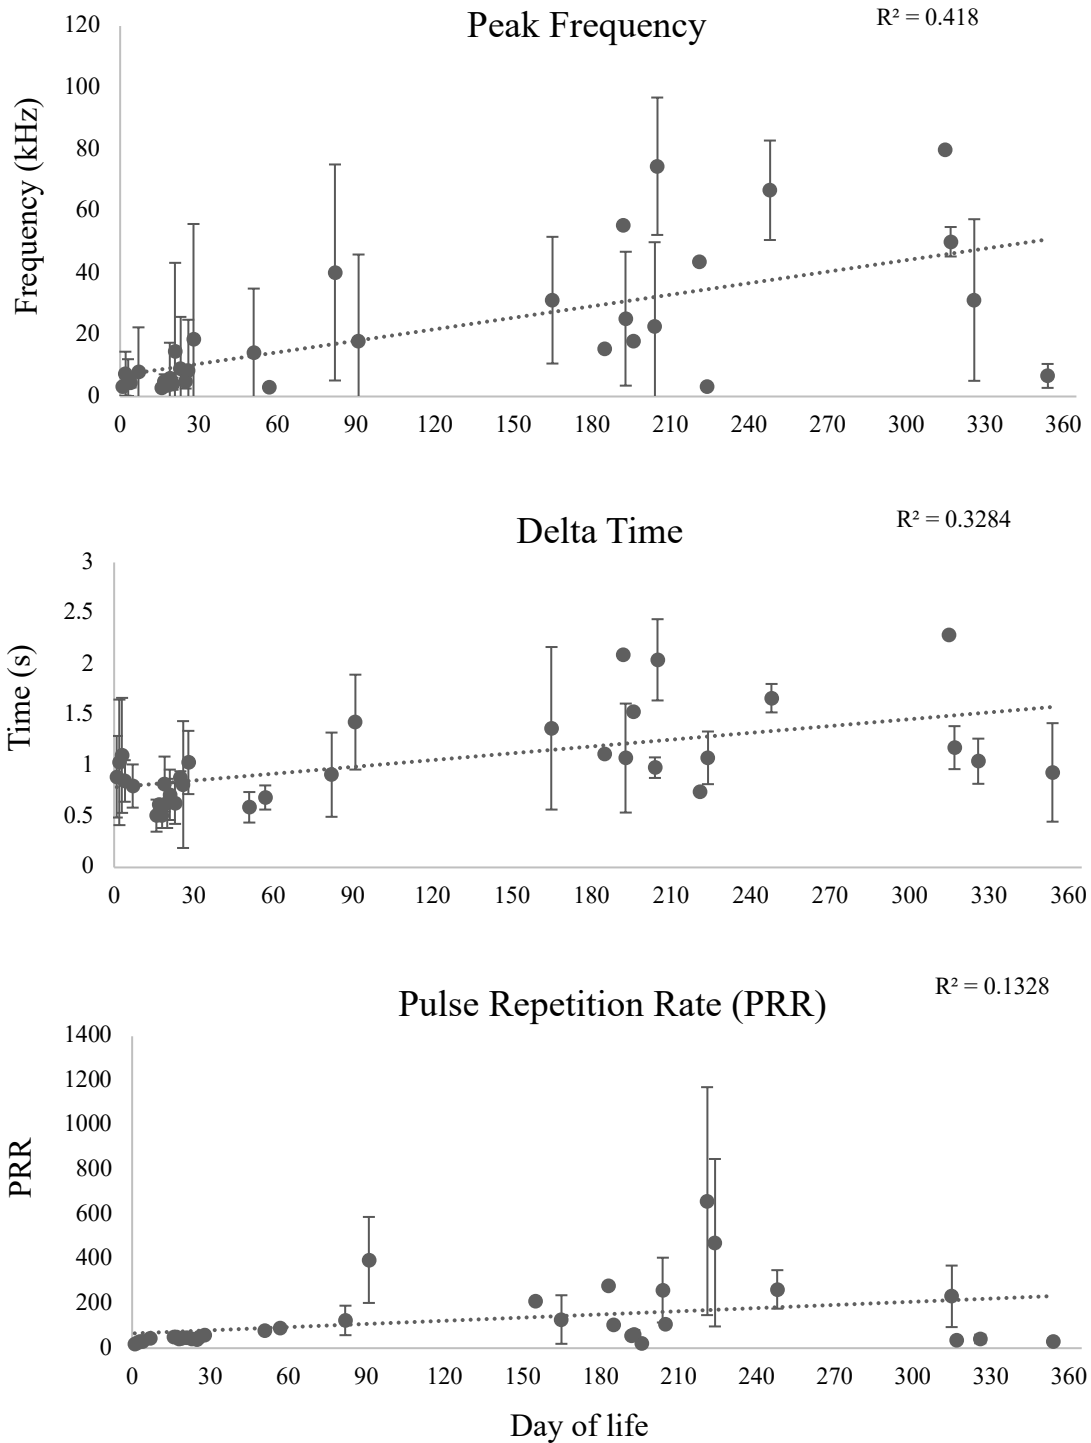 Peak Frequency
R² = 0.418
Frequency (kHz)
120
100
80
60
40
20
0
0 30 60 90 120 150 180 210 240 270 300 330 360
Delta Time
R² = 0.3284
Time (s)
3
2.5
2
1.5
1
0.5
0
0 30 60 90 120 150 180 210 240 270 300 330 360
Pulse Repetition Rate (PRR)
R² = 0.1328
PRR
1400
1200
1000
800
600
400
200
0
0 30 60 90 120 150 180 210 240 270 300 330 360
Day of life